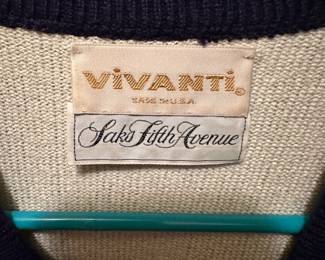 ViVANTi®
MADE IN U.S.A.
Saks Fifth Avenue